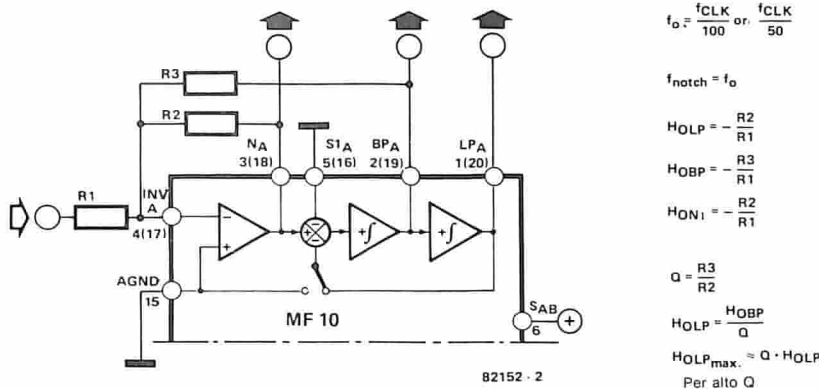 R3
R2
R1
INV
A
4(17)
NA
3(18)
S1A
5(16)
BPA
2(19)
LPA
1(20)
AGND
15
MF 10
SAB
6
82152 - 2
fo = fCLK/100 or fCLK/50
fnotch = fo
HOLP = - R2/R1
HOBP = - R3/R1
HON1 = - R2/R1
Q = R3/R2
HOLP = HOBP/Q
HOLPmax. ≈ Q · HOLP
Per alto Q